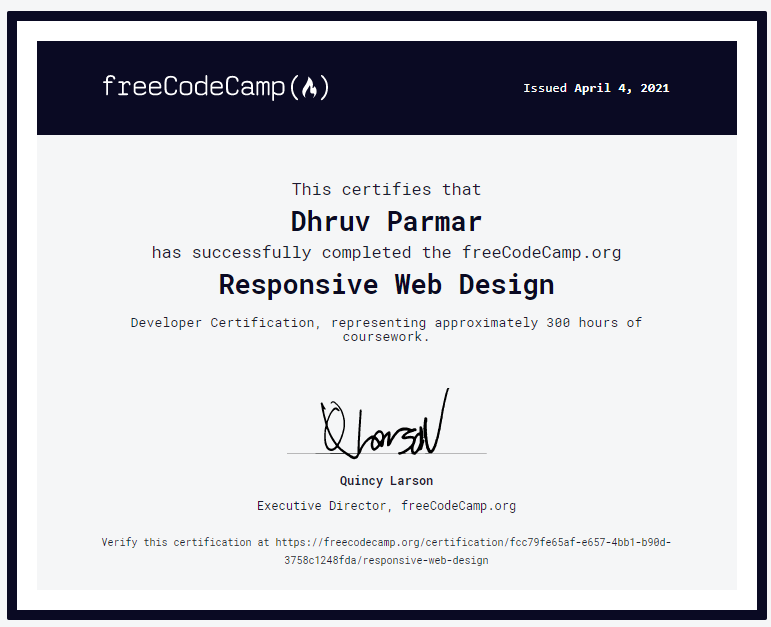 freeCodeCamp(🔥)
Issued April 4, 2021
This certifies that
Dhruv Parmar
has successfully completed the freeCodeCamp.org
Responsive Web Design
Developer Certification, representing approximately 300 hours of
coursework.
Q Larson
Quincy Larson
Executive Director, freeCodeCamp.org
Verify this certification at https://freecodecamp.org/certification/fcc79fe65af-e657-4bb1-b90d-
3758c1248fda/responsive-web-design